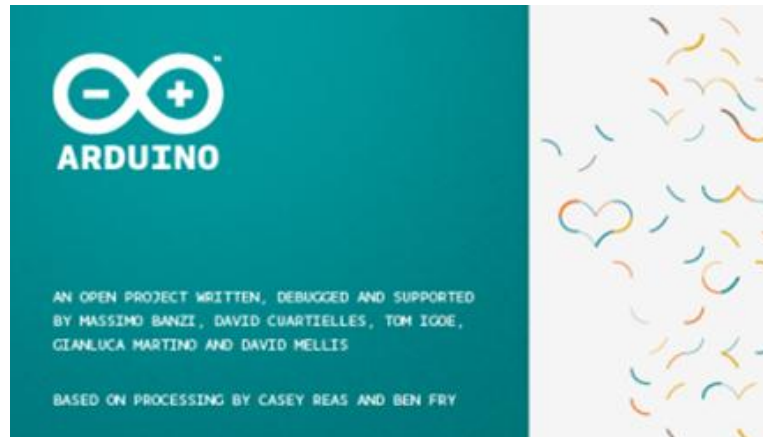 ARDUINO
AN OPEN PROJECT WRITTEN, DEBUGGED AND SUPPORTED
BY MASSIMO BANZI, DAVID CUARTIELLES, TOM IGOE,
GIANLUCA MARTINO AND DAVID MELLIS
BASED ON PROCESSING BY CASEY REAS AND BEN FRY